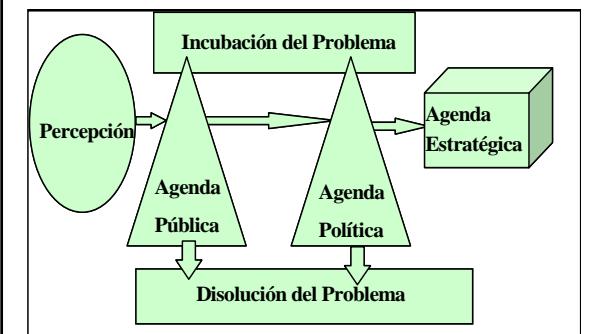 Incubación del Problema
Percepción
Agenda
Pública
Agenda
Política
Agenda
Estratégica
Disolución del Problema